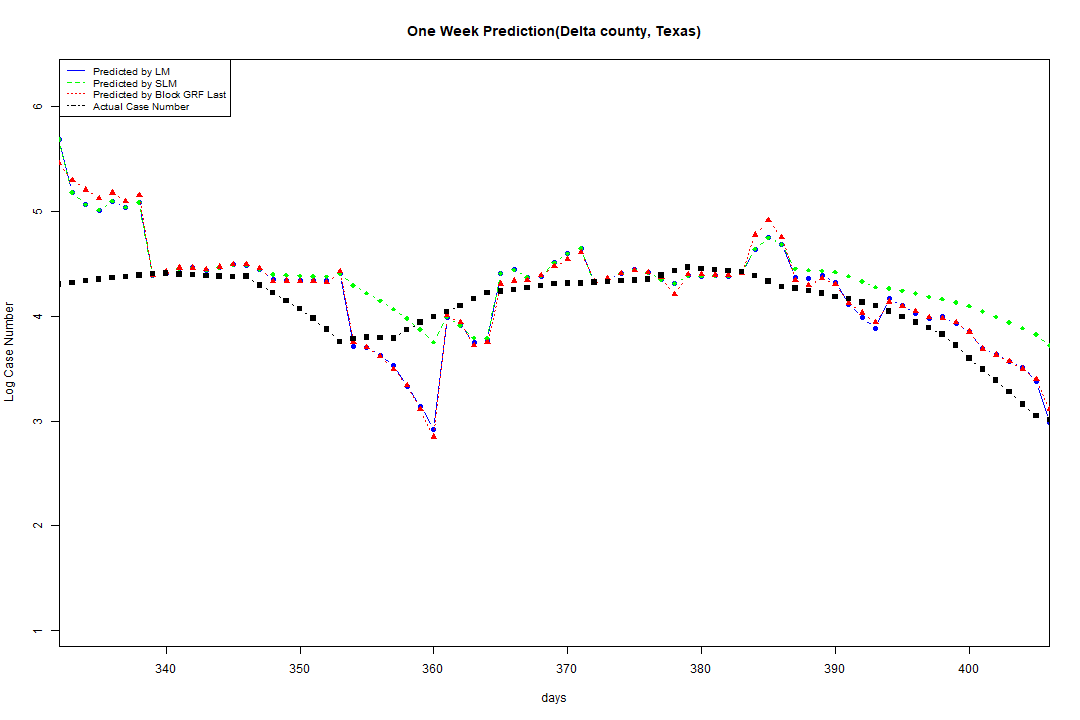 One Week Prediction(Delta county, Texas)
Predicted by LM
Predicted by SLM
Predicted by Block GRF Last
Actual Case Number
6
5
4
3
2
1
Log Case Number
340 350 360 370 380 390 400
days